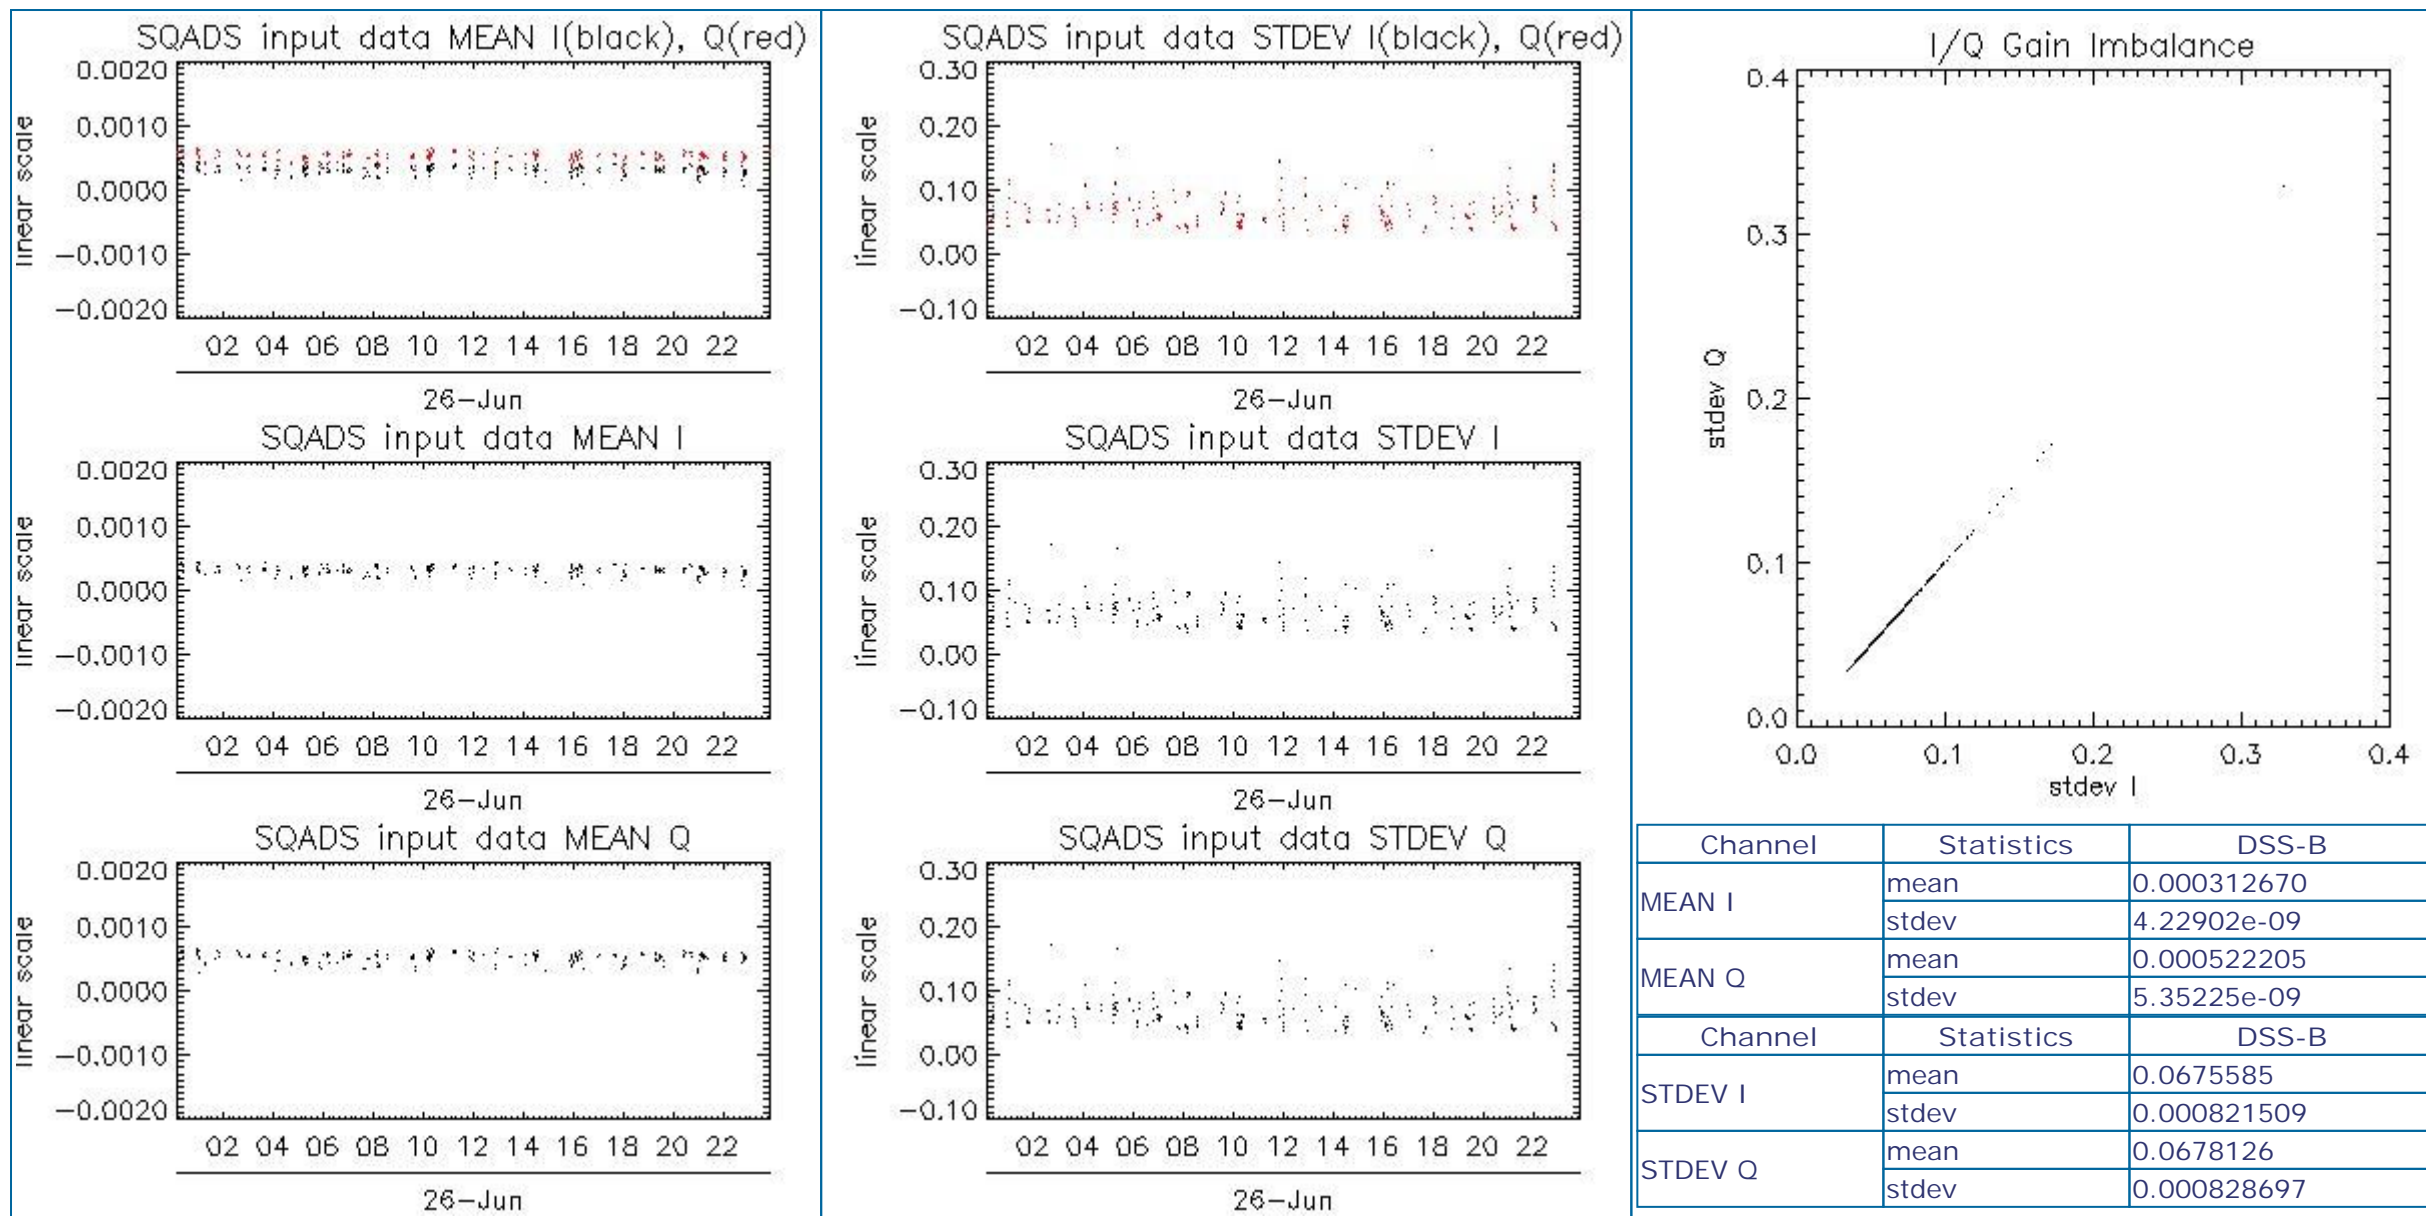 SQADS input data MEAN I(black), Q(red)
linear scale
0.0020
0.0010
0.0000
-0.0010
-0.0020
02 04 06 08 10 12 14 16 18 20 22
26-Jun
SQADS input data MEAN I
linear scale
0.0020
0.0010
0.0000
-0.0010
-0.0020
02 04 06 08 10 12 14 16 18 20 22
26-Jun
SQADS input data MEAN Q
linear scale
0.0020
0.0010
0.0000
-0.0010
-0.0020
02 04 06 08 10 12 14 16 18 20 22
26-Jun
SQADS input data STDEV I(black), Q(red)
linear scale
0.30
0.20
0.10
0.00
-0.10
02 04 06 08 10 12 14 16 18 20 22
26-Jun
SQADS input data STDEV I
linear scale
0.30
0.20
0.10
0.00
-0.10
02 04 06 08 10 12 14 16 18 20 22
26-Jun
SQADS input data STDEV Q
linear scale
0.30
0.20
0.10
0.00
-0.10
02 04 06 08 10 12 14 16 18 20 22
26-Jun
I/Q Gain Imbalance
stdev Q
0.4
0.3
0.2
0.1
0.0
0.0 0.1 0.2 0.3 0.4
stdev I
Channel Statistics DSS-B
MEAN I
mean 0.000312670
stdev 4.22902e-09
MEAN Q
mean 0.000522205
stdev 5.35225e-09
Channel Statistics DSS-B
STDEV I
mean 0.0675585
stdev 0.000821509
STDEV Q
mean 0.0678126
stdev 0.000828697